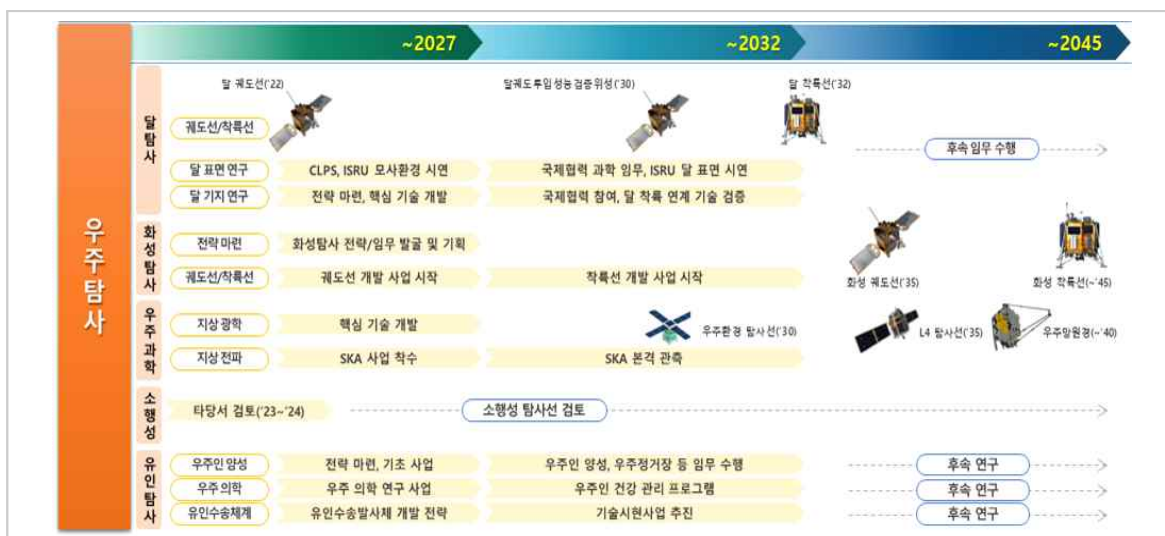 ~2027
~2032
~2045
우주탐사
달탐사
달 궤도선('22)
달궤도투입성능검증위성('30)
달 착륙선('32)
궤도선/착륙선
후속 임무 수행
달 표면 연구
CLPS, ISRU 모사환경 시연
국제협력 과학 임무, ISRU 달 표면 시연
달 기지 연구
전략 마련, 핵심 기술 개발
국제협력 참여, 달 착륙 연계 기술 검증
화성탐사
전략 마련
화성탐사 전략/임무 발굴 및 기획
궤도선/착륙선
궤도선 개발 사업 시작
착륙선 개발 사업 시작
화성 궤도선('35)
화성 착륙선(~'45)
우주과학
지상 광학
핵심 기술 개발
우주환경 탐사선('30)
L4 탐사선('35)
우주망원경(~'40)
지상 전파
SKA 사업 착수
SKA 본격 관측
소행성
타당서 검토('23~'24)
소행성 탐사선 검토
유인탐사
우주인 양성
전략 마련, 기초 사업
우주인 양성, 우주정거장 등 임무 수행
후속 연구
우주 의학
우주 의학 연구 사업
우주인 건강 관리 프로그램
후속 연구
유인수송체계
유인수송발사체 개발 전략
기술시현사업 추진
후속 연구